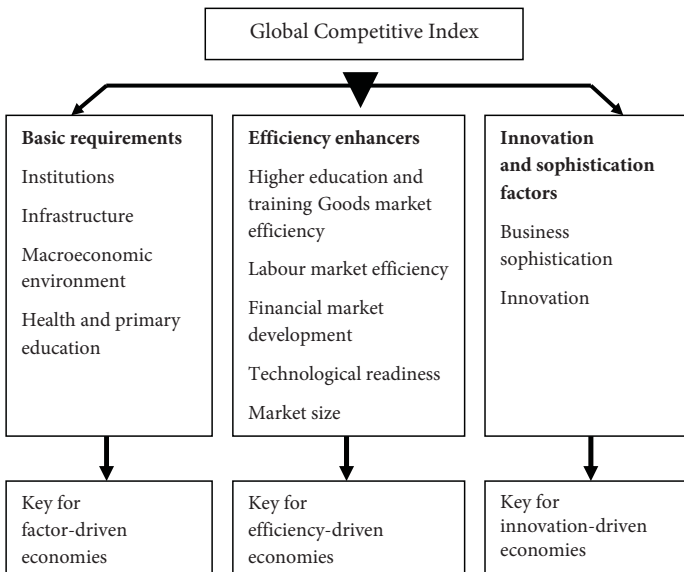 Global Competitive Index
Basic requirements
Institutions
Infrastructure
Macroeconomic
environment
Health and primary
education
Efficiency enhancers
Higher education and
training Goods market
efficiency
Labour market efficiency
Financial market
development
Technological readiness
Market size
Innovation
and sophistication
factors
Business
sophistication
Innovation
Key for
factor-driven
economies
Key for
efficiency-driven
economies
Key for
innovation-driven
economies